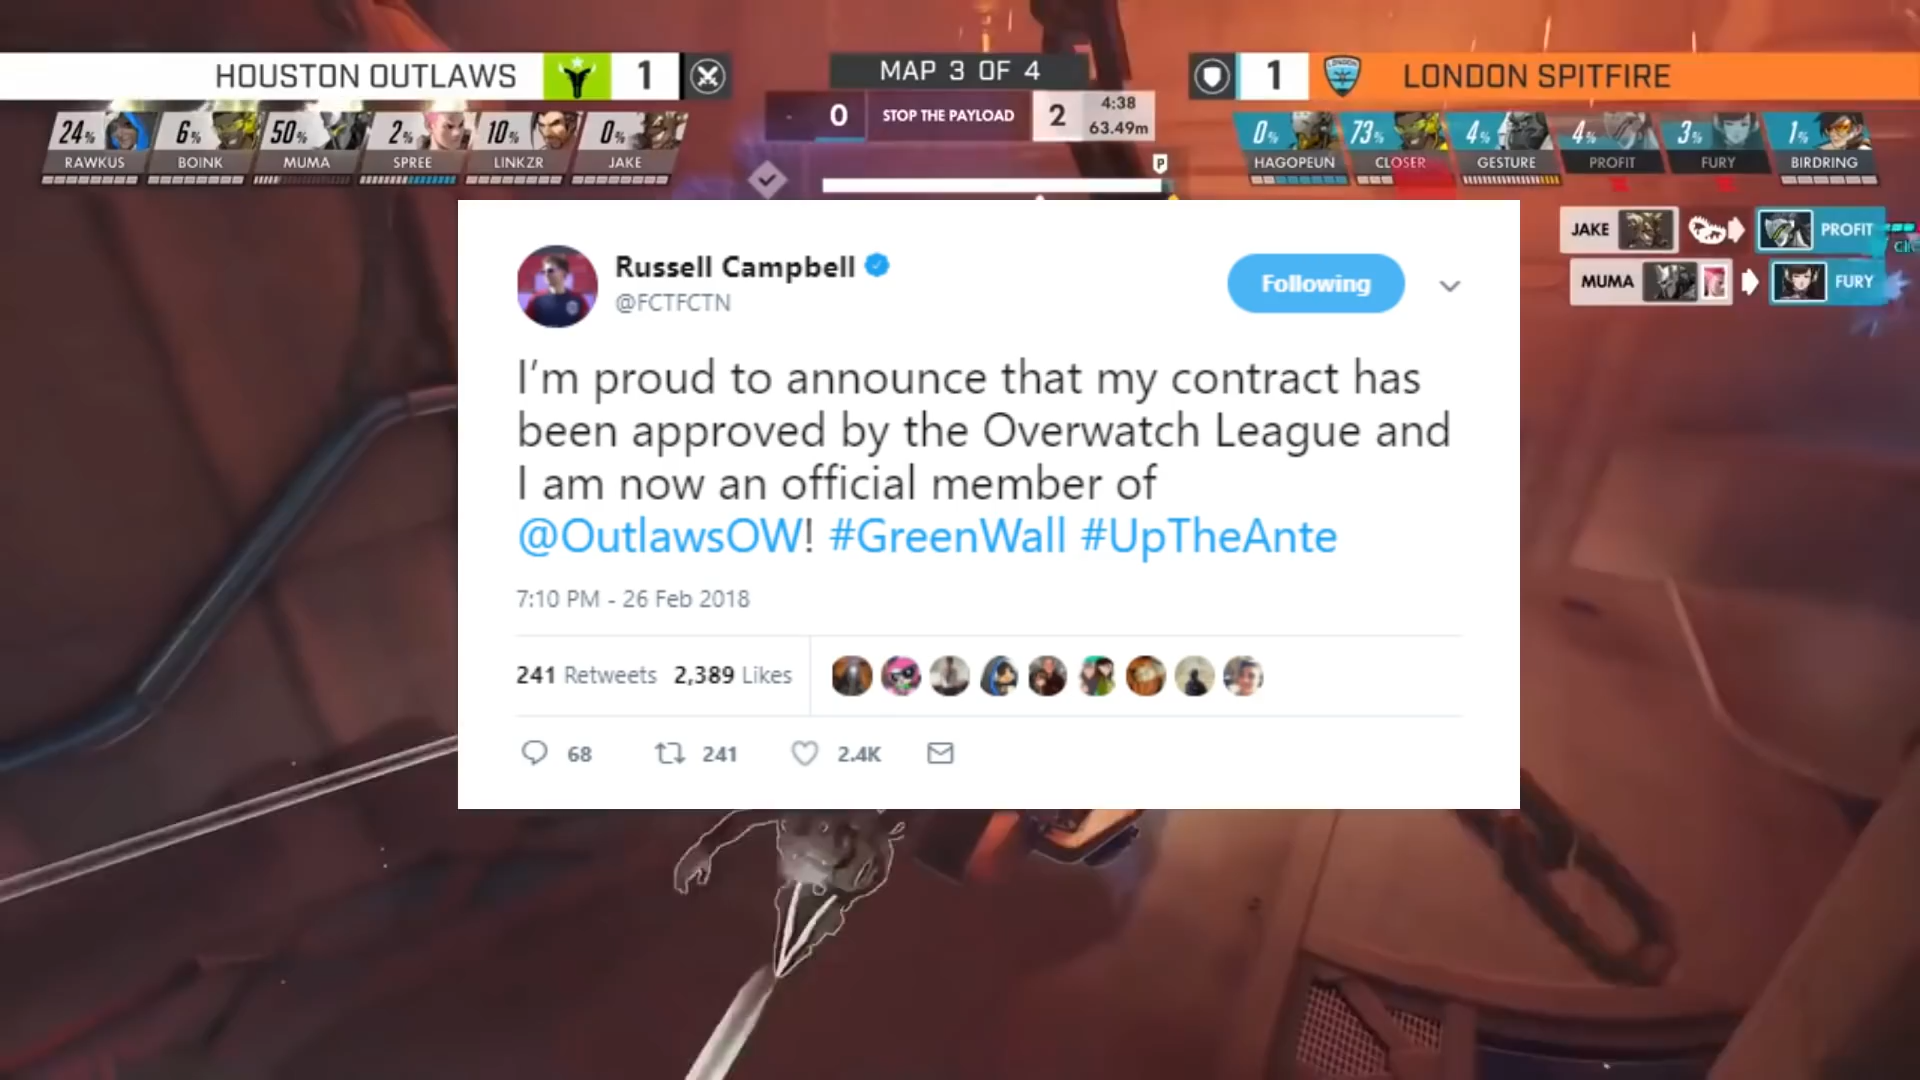 HOUSTON OUTLAWS 1
MAP 3 OF 4
1 LONDON SPITFIRE
0 STOP THE PAYLOAD 2
4:38
63.49m
24% 6% 50% 2% 10% 0%
RAWKUS BOINK MUMA SPREE LINKZR JAKE
0% 73% 4% 4% 3% 1%
HAGOPEUN CLOSER GESTURE PROFIT FURY BIRDRING
P
JAKE PROFIT
MUMA FURY
Russell Campbell
@FCTFCTN
Following
I'm proud to announce that my contract has
been approved by the Overwatch League and
I am now an official member of
@OutlawsOW! #GreenWall #UpTheAnte
7:10 PM - 26 Feb 2018
241 Retweets 2,389 Likes
68 241 2.4K